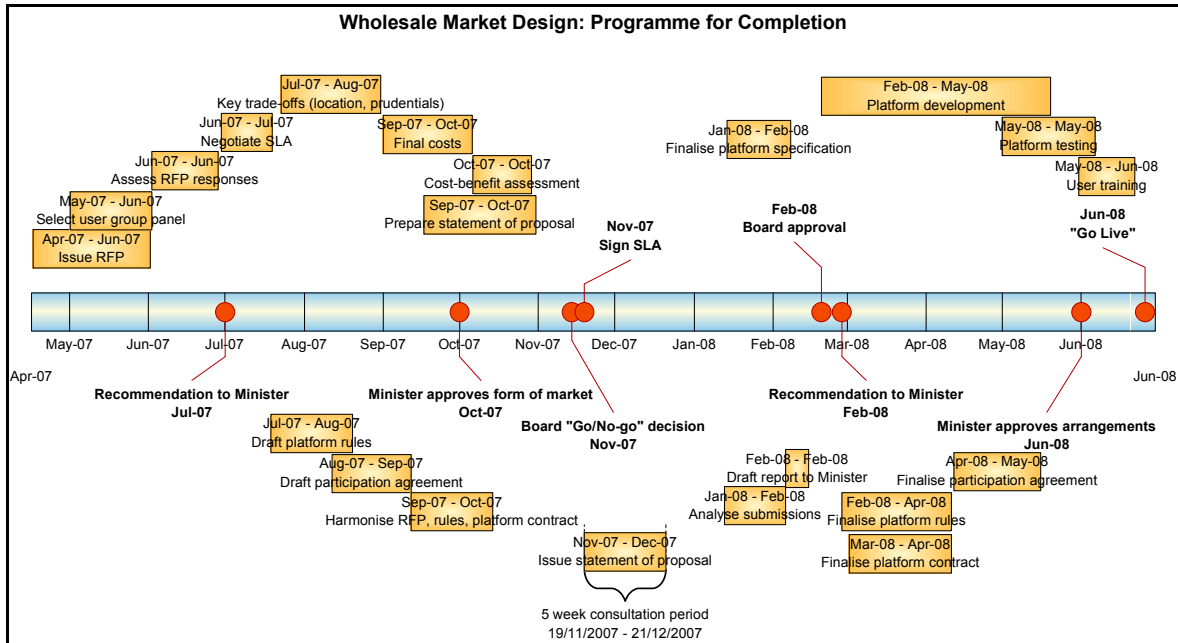 Wholesale Market Design: Programme for Completion
Jul-07 - Aug-07
Key trade-offs (location, prudentials)
Jun-07 - Jul-07
Negotiate SLA
Jun-07 - Jun-07
Assess RFP responses
May-07 - Jun-07
Select user group panel
Apr-07 - Jun-07
Issue RFP
Sep-07 - Oct-07
Final costs
Oct-07 - Oct-07
Cost-benefit assessment
Sep-07 - Oct-07
Prepare statement of proposal
Nov-07
Sign SLA
Jan-08 - Feb-08
Finalise platform specification
Feb-08
Board approval
Feb-08 - May-08
Platform development
May-08 - May-08
Platform testing
May-08 - Jun-08
User training
Jun-08
"Go Live"
May-07 Jun-07 Jul-07 Aug-07 Sep-07 Oct-07 Nov-07 Dec-07 Jan-08 Feb-08 Mar-08 Apr-08 May-08 Jun-08
Apr-07 Jun-08
Recommendation to Minister
Jul-07
Minister approves form of market
Oct-07
Board "Go/No-go" decision
Nov-07
Recommendation to Minister
Feb-08
Minister approves arrangements
Jun-08
Jul-07 - Aug-07
Draft platform rules
Aug-07 - Sep-07
Draft participation agreement
Sep-07 - Oct-07
Harmonise RFP, rules, platform contract
Nov-07 - Dec-07
Issue statement of proposal
5 week consultation period
19/11/2007 - 21/12/2007
Feb-08 - Feb-08
Draft report to Minister
Jan-08 - Feb-08
Analyse submissions
Apr-08 - May-08
Finalise participation agreement
Feb-08 - Apr-08
Finalise platform rules
Mar-08 - Apr-08
Finalise platform contract